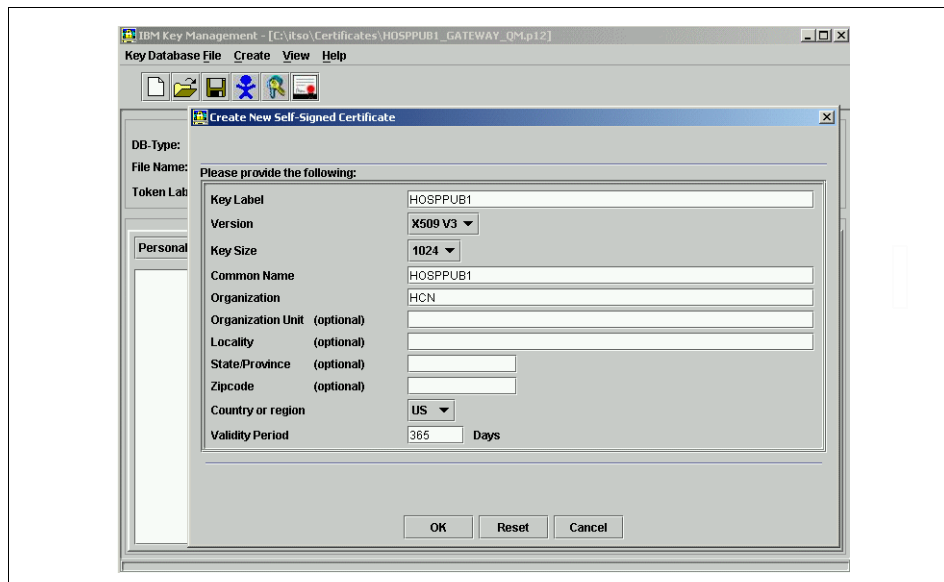 IBM Key Management - [C:\itso\Certificates\HOSPPUB1_GATEWAY_QM.p12]
Key Database File Create View Help
Create New Self-Signed Certificate
DB-Type:
File Name:
Token Lab
Personal
Please provide the following:
Key Label HOSPPUB1
Version X509 V3
Key Size 1024
Common Name HOSPPUB1
Organization HCN
Organization Unit (optional)
Locality (optional)
State/Province (optional)
Zipcode (optional)
Country or region US
Validity Period 365 Days
OK Reset Cancel